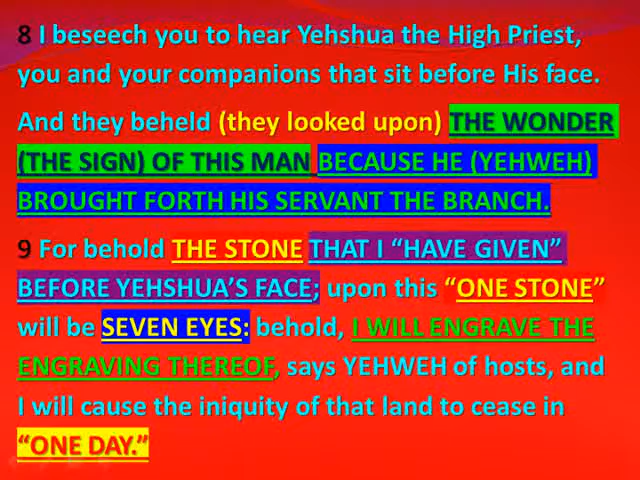 8 I beseech you to hear Yehshua the High Priest,
you and your companions that sit before His face.
And they beheld (they looked upon) THE WONDER
(THE SIGN) OF THIS MAN BECAUSE HE (YEHWEH)
BROUGHT FORTH HIS SERVANT THE BRANCH.
9 For behold THE STONE THAT I “HAVE GIVEN”
BEFORE YEHSHUA’S FACE; upon this “ONE STONE”
will be SEVEN EYES: behold, I WILL ENGRAVE THE
ENGRAVING THEREOF, says YEHWEH of hosts, and
I will cause the iniquity of that land to cease in
“ONE DAY.”